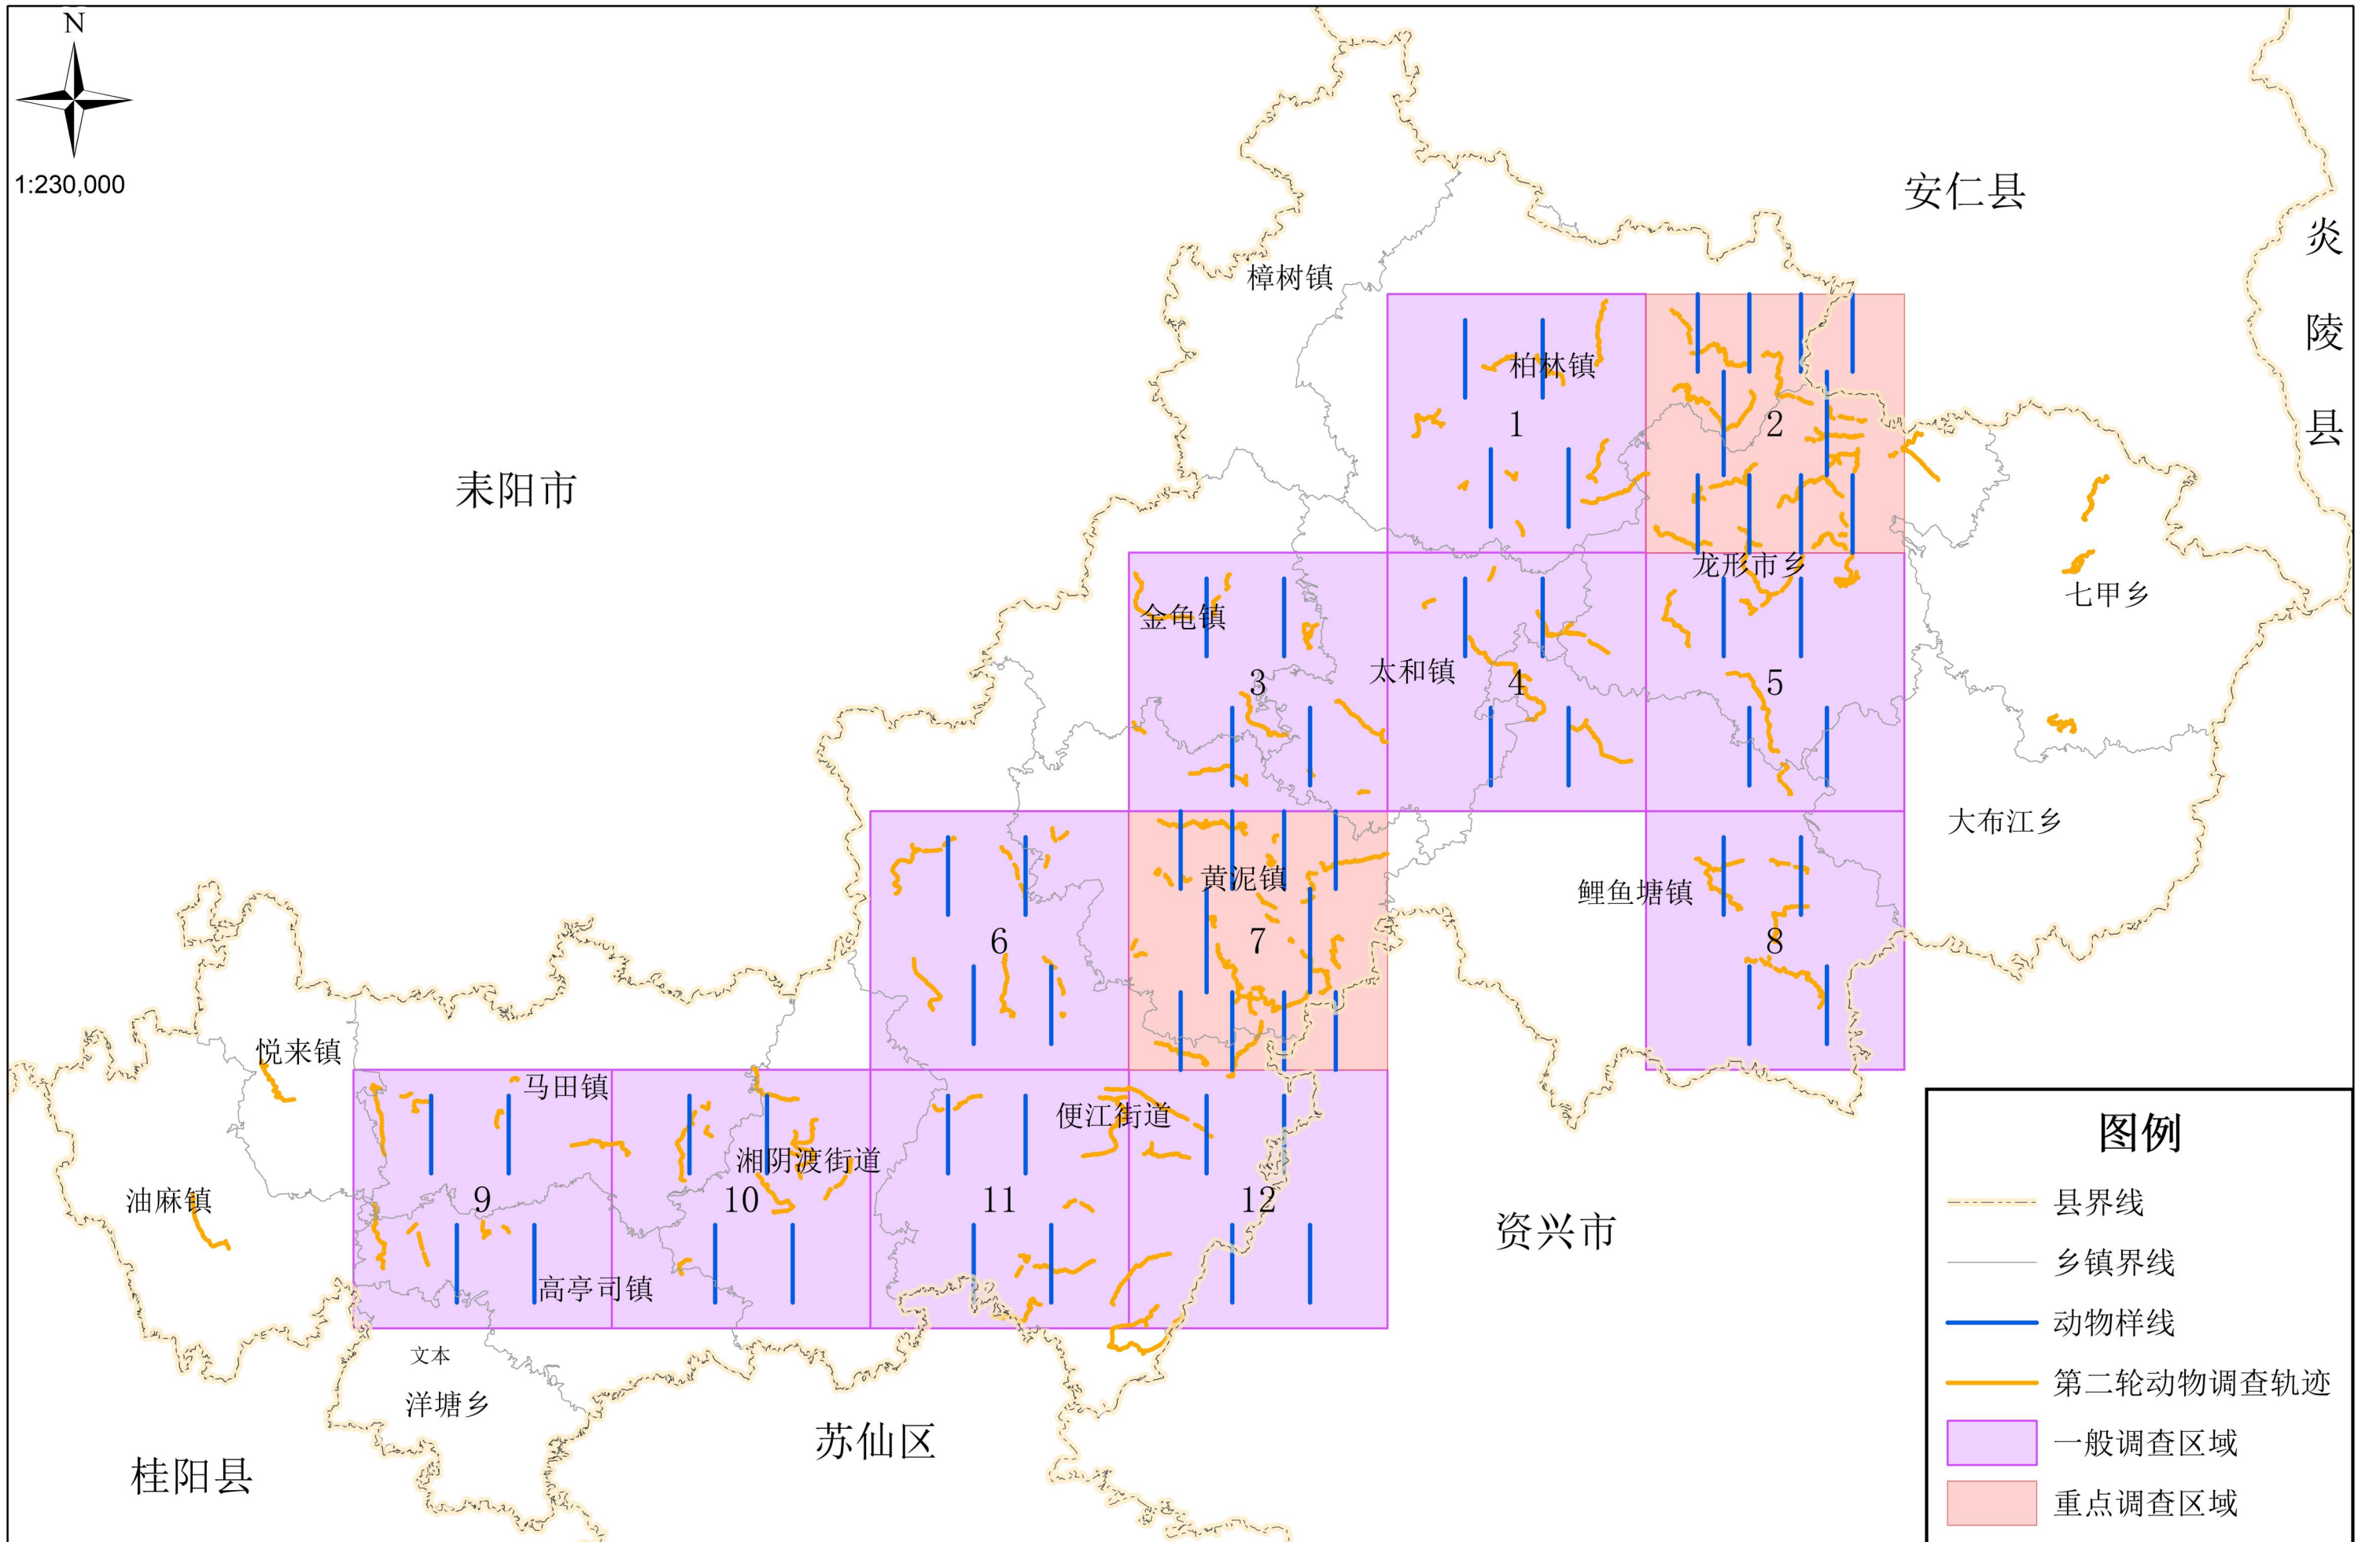 N
1:230,000
安仁县
炎
陵
县
樟树镇
柏林镇
1
2
耒阳市
龙形市乡
七甲乡
金龟镇
太和镇
3
4
5
大布江乡
黄泥镇
鲤鱼塘镇
6
7
8
悦来镇
马田镇
便江街道
湘阴渡街道
油麻镇
9
10
11
12
资兴市
高亭司镇
文本
洋塘乡
苏仙区
桂阳县
图例
县界线
乡镇界线
动物样线
第二轮动物调查轨迹
一般调查区域
重点调查区域